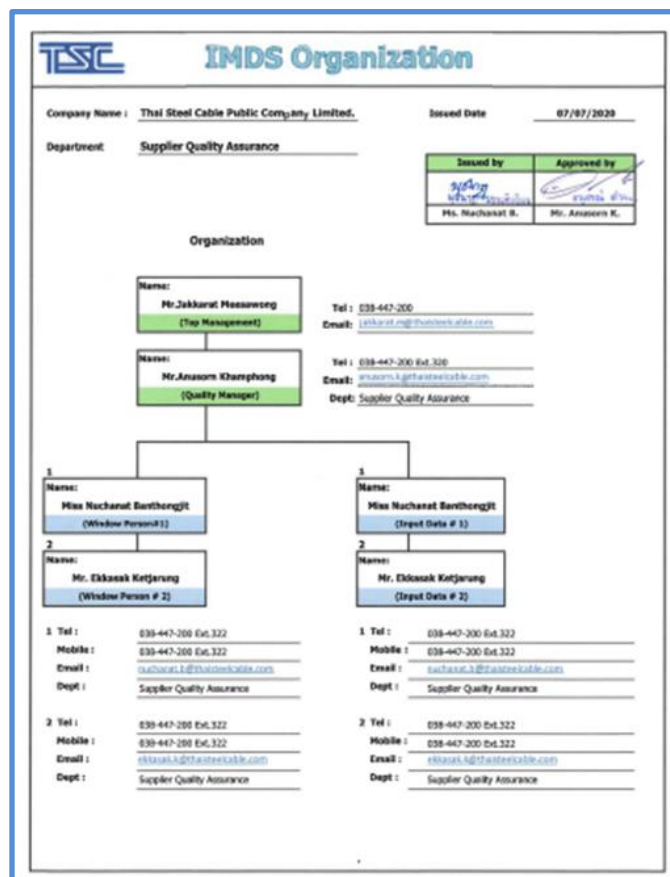 TSC
IMDS Organization
Company Name : Thai Steel Cable Public Company Limited.
Issued Date 07/07/2020
Department Supplier Quality Assurance
Issued by Approved by
Ms. Nuchanat B. Mr. Anusorn K.
Organization
Name:
Mr.Jakkarat Meesawong
(Top Management)
Tel : 038-447-200
Email: jakkarat.m@thaisteelcable.com
Name:
Mr.Anusorn Khamphong
(Quality Manager)
Tel : 038-447-200 Ext.320
Email: anusorn.k@thaisteelcable.com
Dept: Supplier Quality Assurance
1
Name:
Miss Nuchanat Banthongjit
(Window Person#1)
2
Name:
Mr. Ekkasak Ketjarung
(Window Person # 2)
1
Name:
Miss Nuchanat Banthongjit
(Input Data # 1)
2
Name:
Mr. Ekkasak Ketjarung
(Input Data # 2)
1 Tel : 038-447-200 Ext.322
Mobile : 038-447-200 Ext.322
Email : nuchanat.b@thaisteelcable.com
Dept : Supplier Quality Assurance
2 Tel : 038-447-200 Ext.322
Mobile : 038-447-200 Ext.322
Email : ekkasak.k@thaisteelcable.com
Dept : Supplier Quality Assurance
1 Tel : 038-447-200 Ext.322
Mobile : 038-447-200 Ext.322
Email : nuchanat.b@thaisteelcable.com
Dept : Supplier Quality Assurance
2 Tel : 038-447-200 Ext.322
Mobile : 038-447-200 Ext.322
Email : ekkasak.k@thaisteelcable.com
Dept : Supplier Quality Assurance